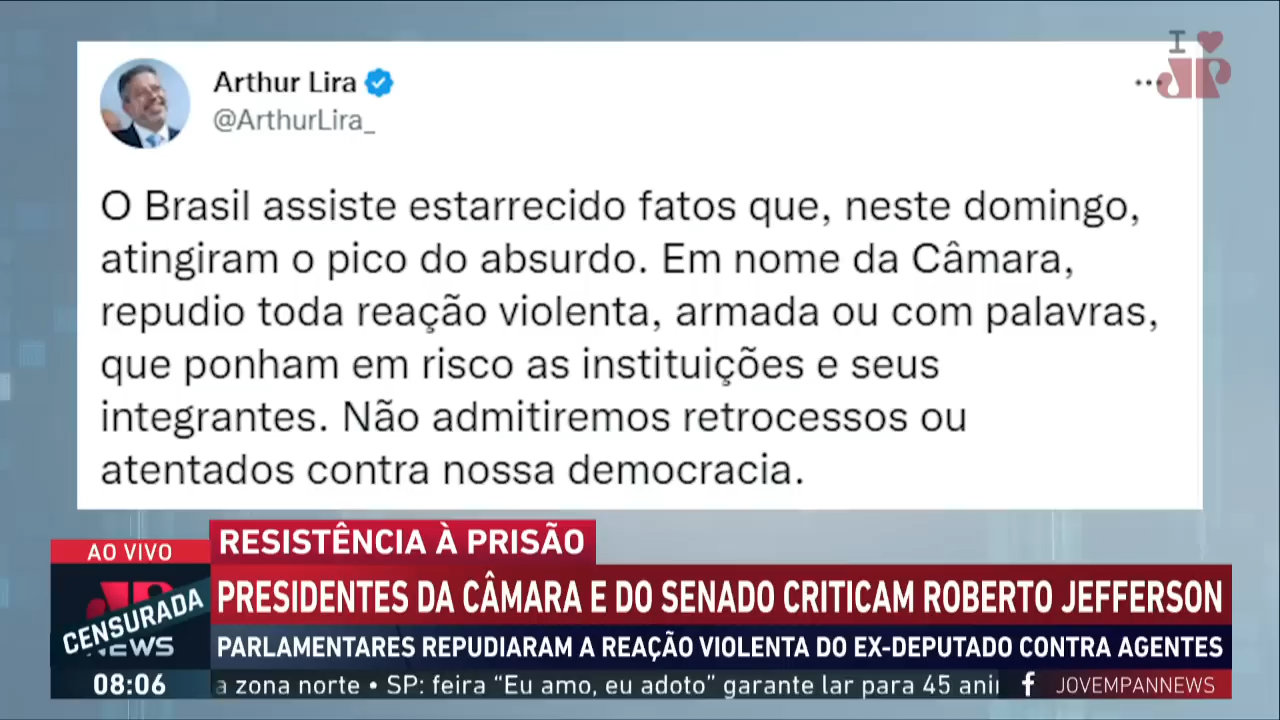 I
JP
Arthur Lira
...
@ArthurLira_
O Brasil assiste estarrecido fatos que, neste domingo,
atingiram o pico do absurdo. Em nome da Câmara,
repudio toda reação violenta, armada ou com palavras,
que ponham em risco as instituições e seus
integrantes. Não admitiremos retrocessos ou
atentados contra nossa democracia.
RESISTÊNCIA À PRISÃO
AO VIVO
PRESIDENTES DA CÂMARA E DO SENADO CRITICAM ROBERTO JEFFERSON
JP
CENSURADA
NEWS
PARLAMENTARES REPUDIARAM A REAÇÃO VIOLENTA DO EX-DEPUTADO CONTRA AGENTES
08:06
a zona norte • SP: feira “Eu amo, eu adoto” garante lar para 45 ani
f JOVEMPANNEWS